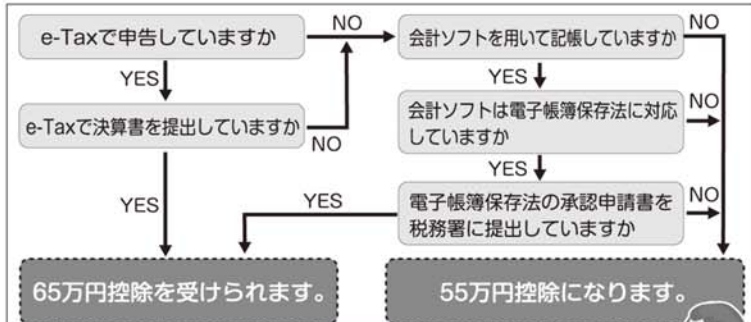 e-Taxで申告していますか
NO
会計ソフトを用いて記帳していますか
NO
YES
YES
e-Taxで決算書を提出していますか
NO
会計ソフトは電子帳簿保存法に対応
していますか
NO
YES
YES
YES
電子帳簿保存法の承認申請書を
税務署に提出していますか
NO
65万円控除を受けられます。
55万円控除になります。